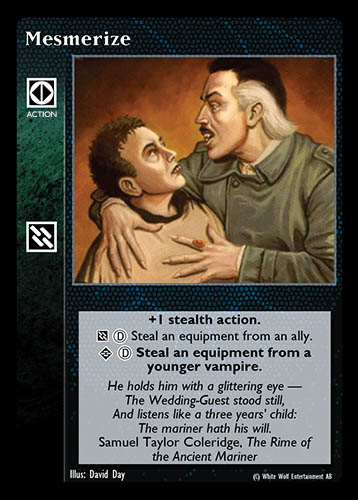 Mesmerize
ACTION
+1 stealth action.
D Steal an equipment from an ally.
D Steal an equipment from a
younger vampire.
He holds him with a glittering eye —
The Wedding-Guest stood still,
And listens like a three years' child:
The mariner hath his will.
Samuel Taylor Coleridge, The Rime of
the Ancient Mariner
Illus: David Day
(C) White Wolf Entertainment AB